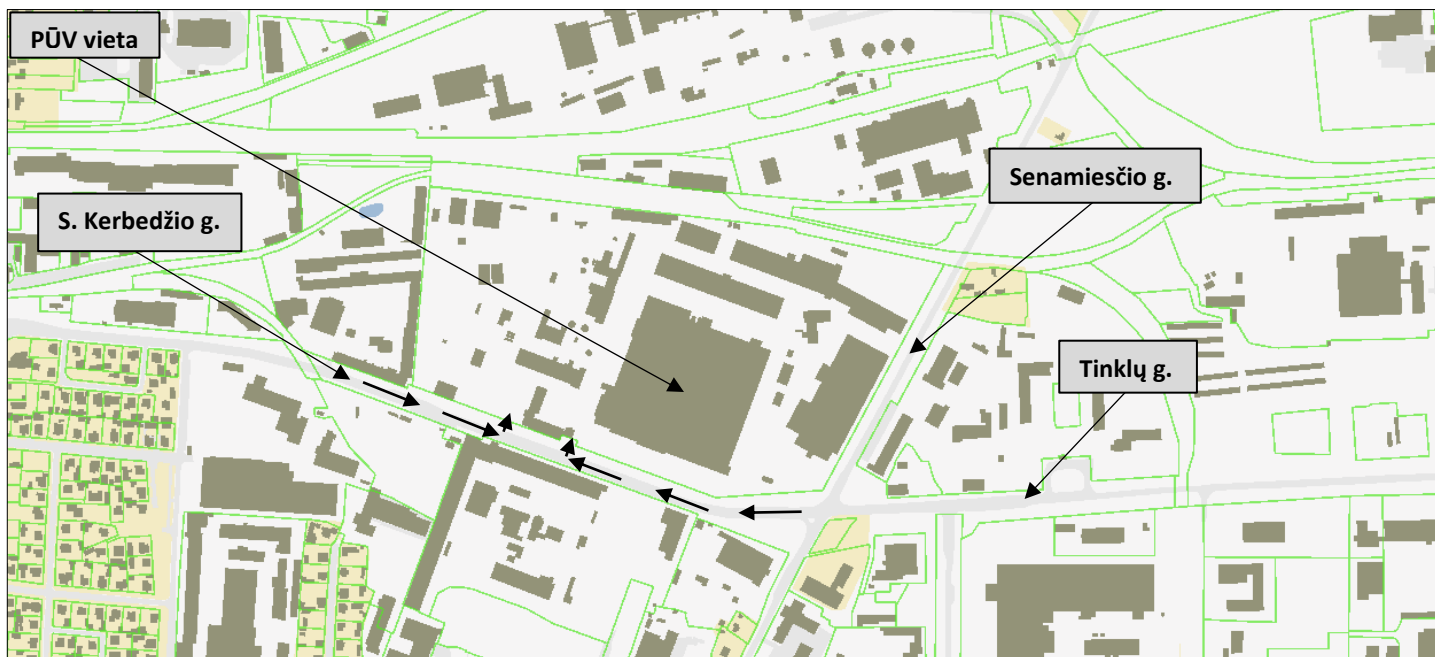 PŪV vieta
Senamiesčio g.
S. Kerbedžio g.
Tinklų g.